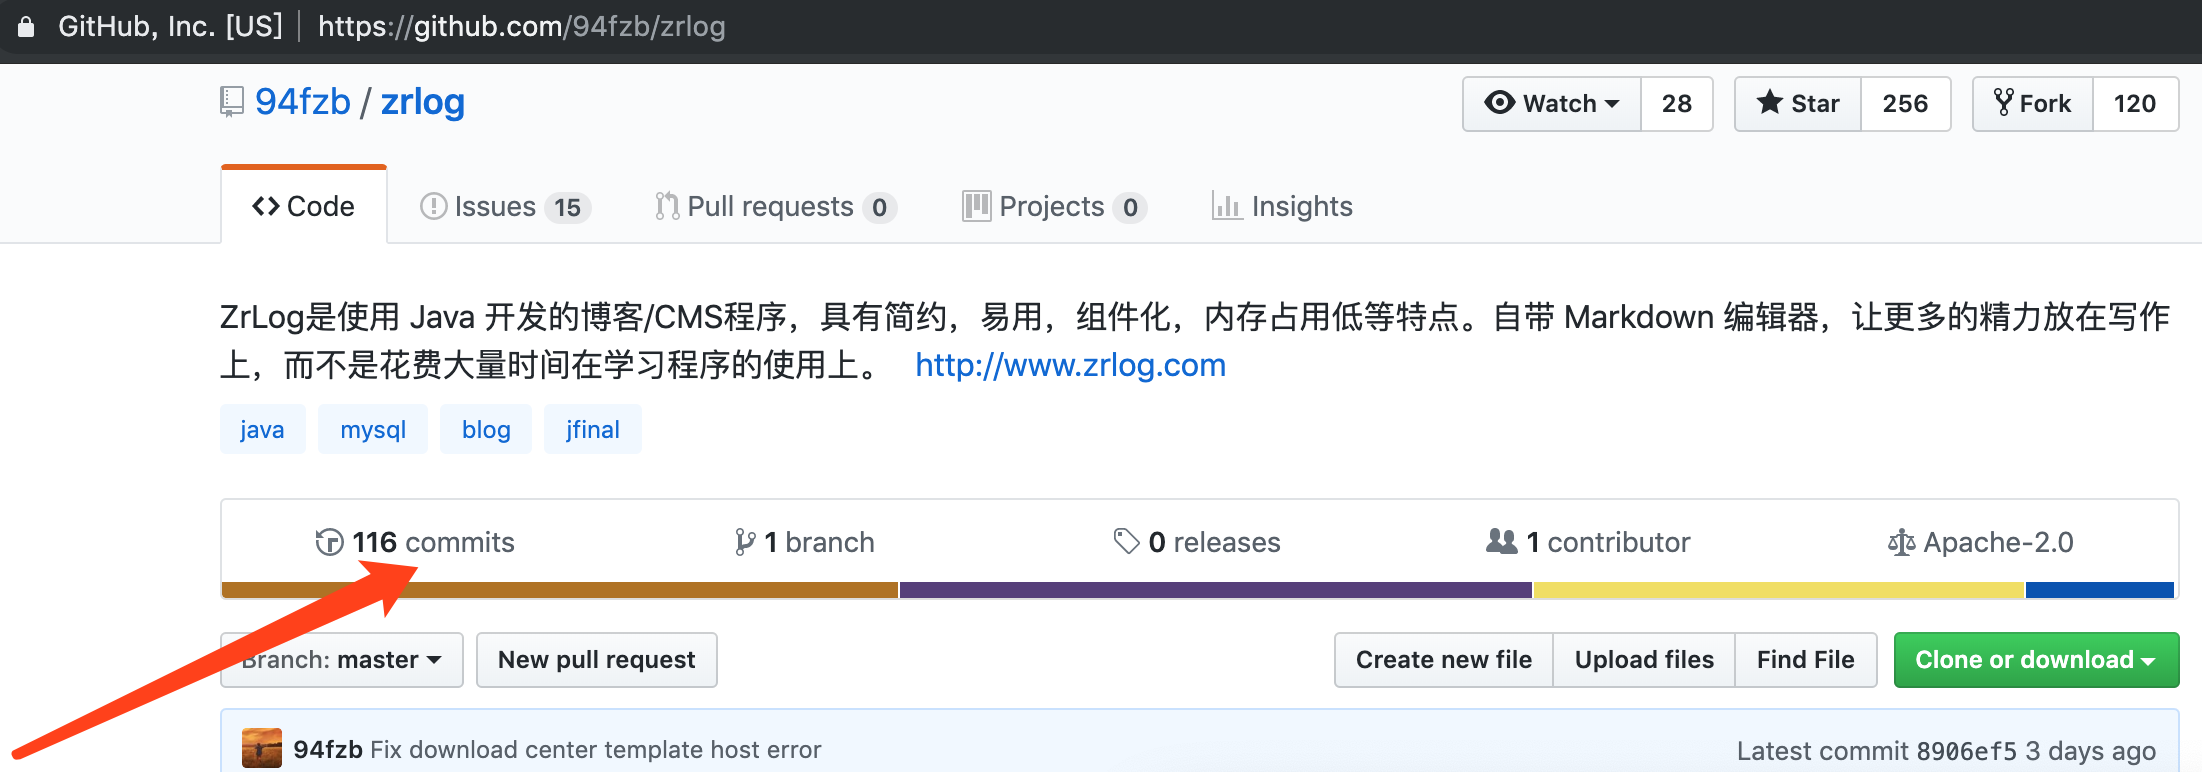 GitHub, Inc. [US] https://github.com/94fzb/zrlog
94fzb / zrlog Watch 28 Star 256 Fork 120
Code Issues 15 Pull requests 0 Projects 0 Insights
ZrLog是使用 Java 开发的博客/CMS程序，具有简约，易用，组件化，内存占用低等特点。自带 Markdown 编辑器，让更多的精力放在写作
上，而不是花费大量时间在学习程序的使用上。 http://www.zrlog.com
java mysql blog jfinal
116 commits 1 branch 0 releases 1 contributor Apache-2.0
Branch: master New pull request Create new file Upload files Find File Clone or download
94fzb Fix download center template host error Latest commit 8906ef5 3 days ago